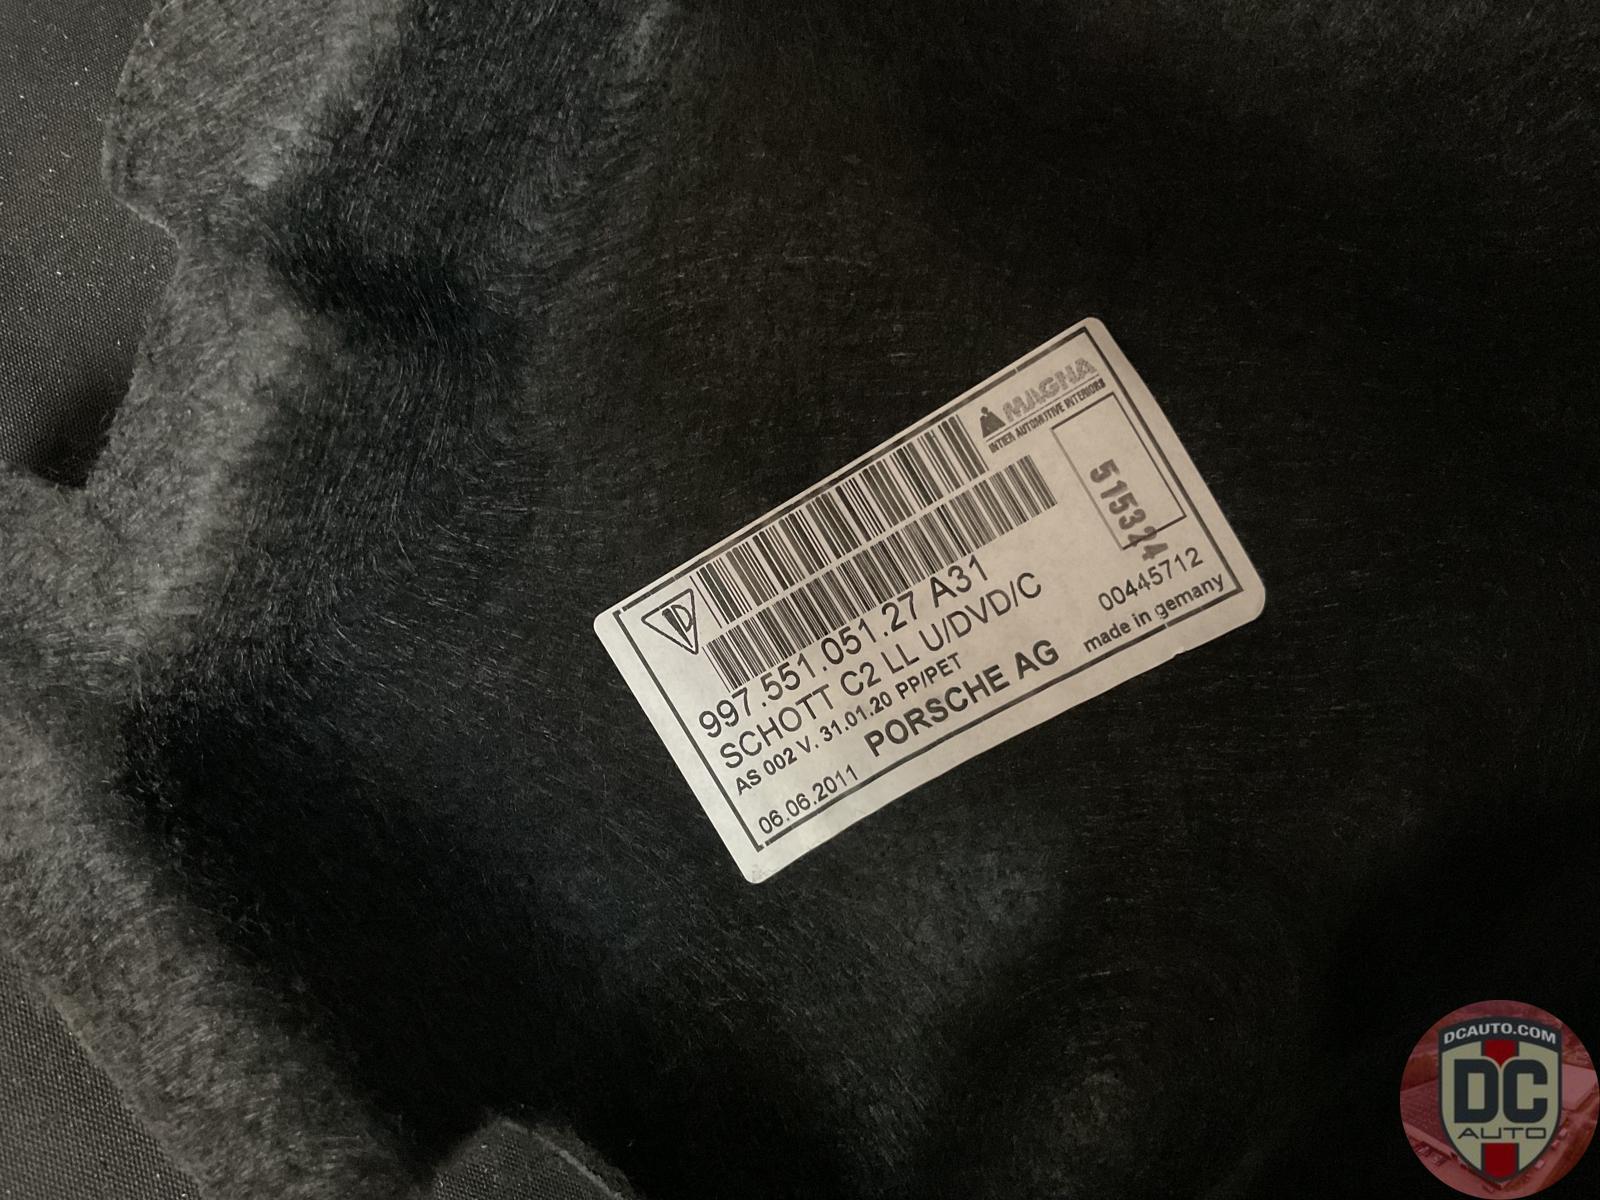 MAGNA
INTIER AUTOMOTIVE INTERIORS
515324
997.551.051.27 A31
SCHOTT C2 LL U/DVD/C
AS 002 V. 31.01.20 PP/PET
00445712
06.06.2011 PORSCHE AG made in gemany
DCAUTO.COM
DC
AUTO